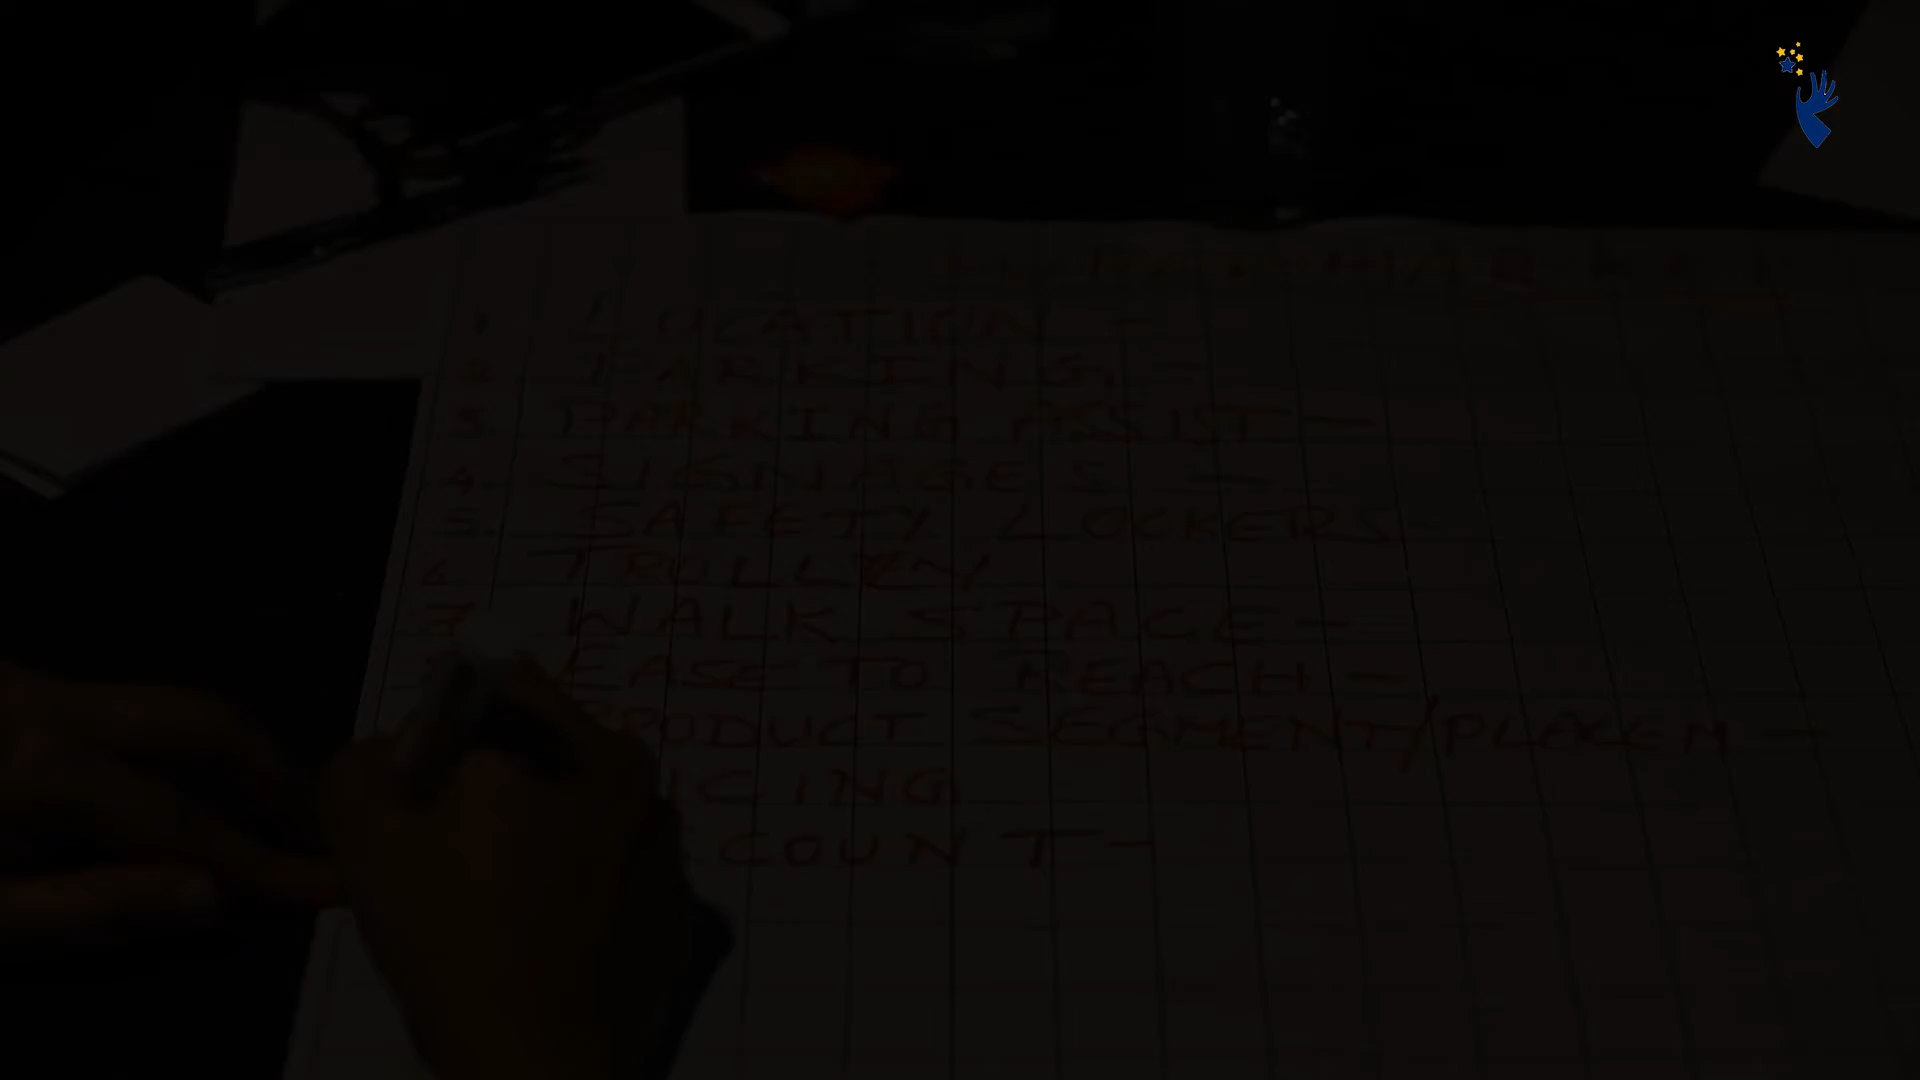 1 LOCATION -
2. PARKING -
3. PARKING ASSIST -
4. SIGNAGES -
5. SAFETY LOCKERS -
6. TROLLEY
7 WALK SPACE -
EASE TO REACH -
PRODUCT SEGMENT/PLACEM -
ICING
COUNT -